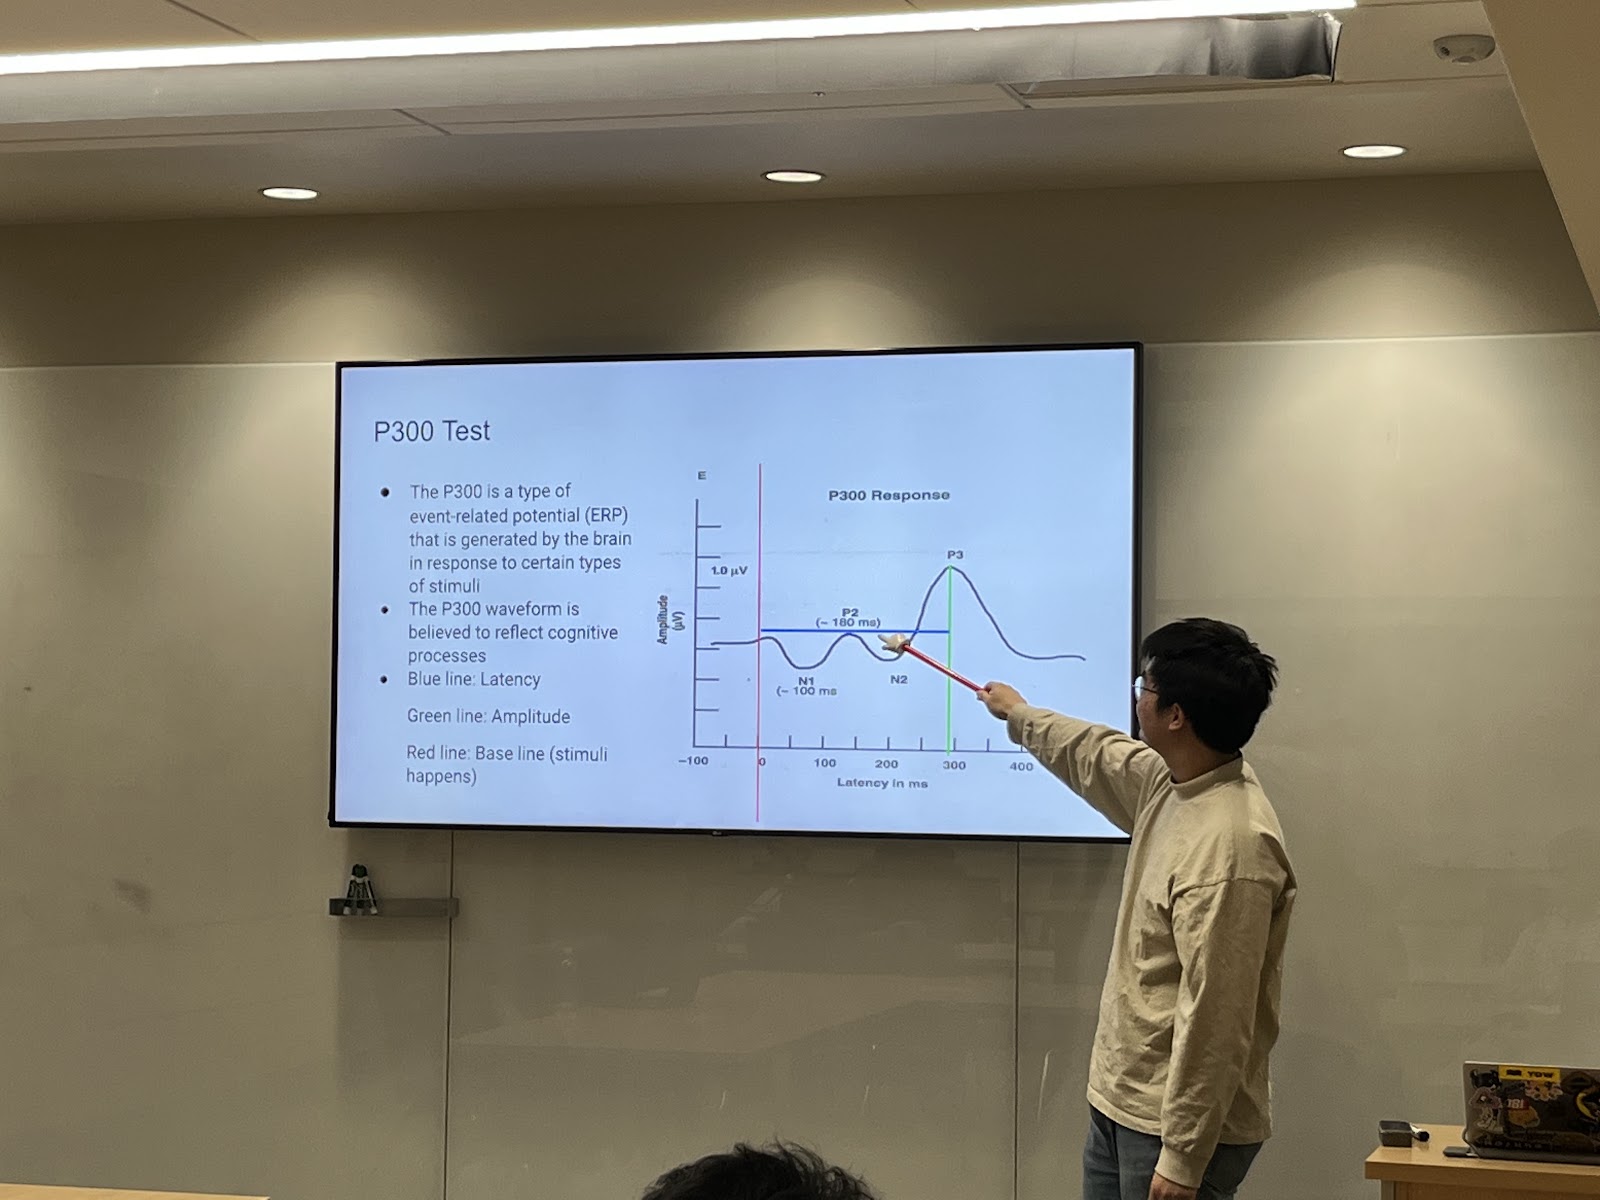 P300 Test
The P300 is a type of
event-related potential (ERP)
that is generated by the brain
in response to certain types
of stimuli
The P300 waveform is
believed to reflect cognitive
processes
Blue line: Latency
Green line: Amplitude
Red line: Base line (stimuli
happens)
E
P300 Response
P3
1.0 µV
P2
(~ 180 ms)
Amplitude
(µV)
N1
(~ 100 ms
N2
-100
0
100
200
300
400
Latency in ms